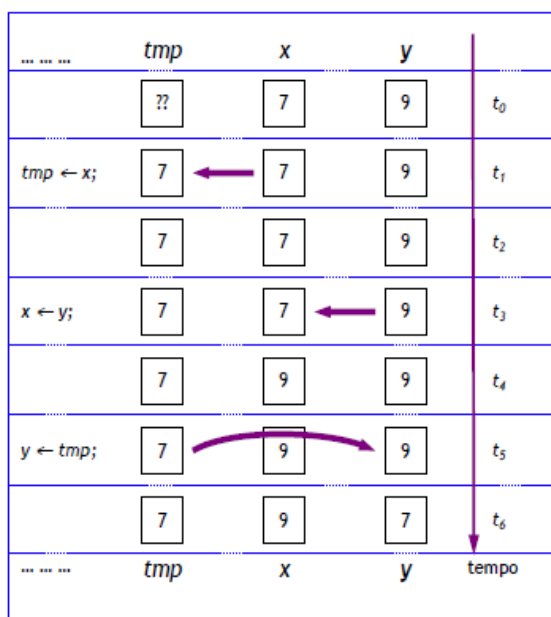 ... ... ... tmp x y
?? 7 9 t0
tmp ← x; 7 7 9 t1
7 7 9 t2
x ← y; 7 7 9 t3
7 9 9 t4
y ← tmp; 7 9 9 t5
7 9 7 t6
... ... ... tmp x y tempo